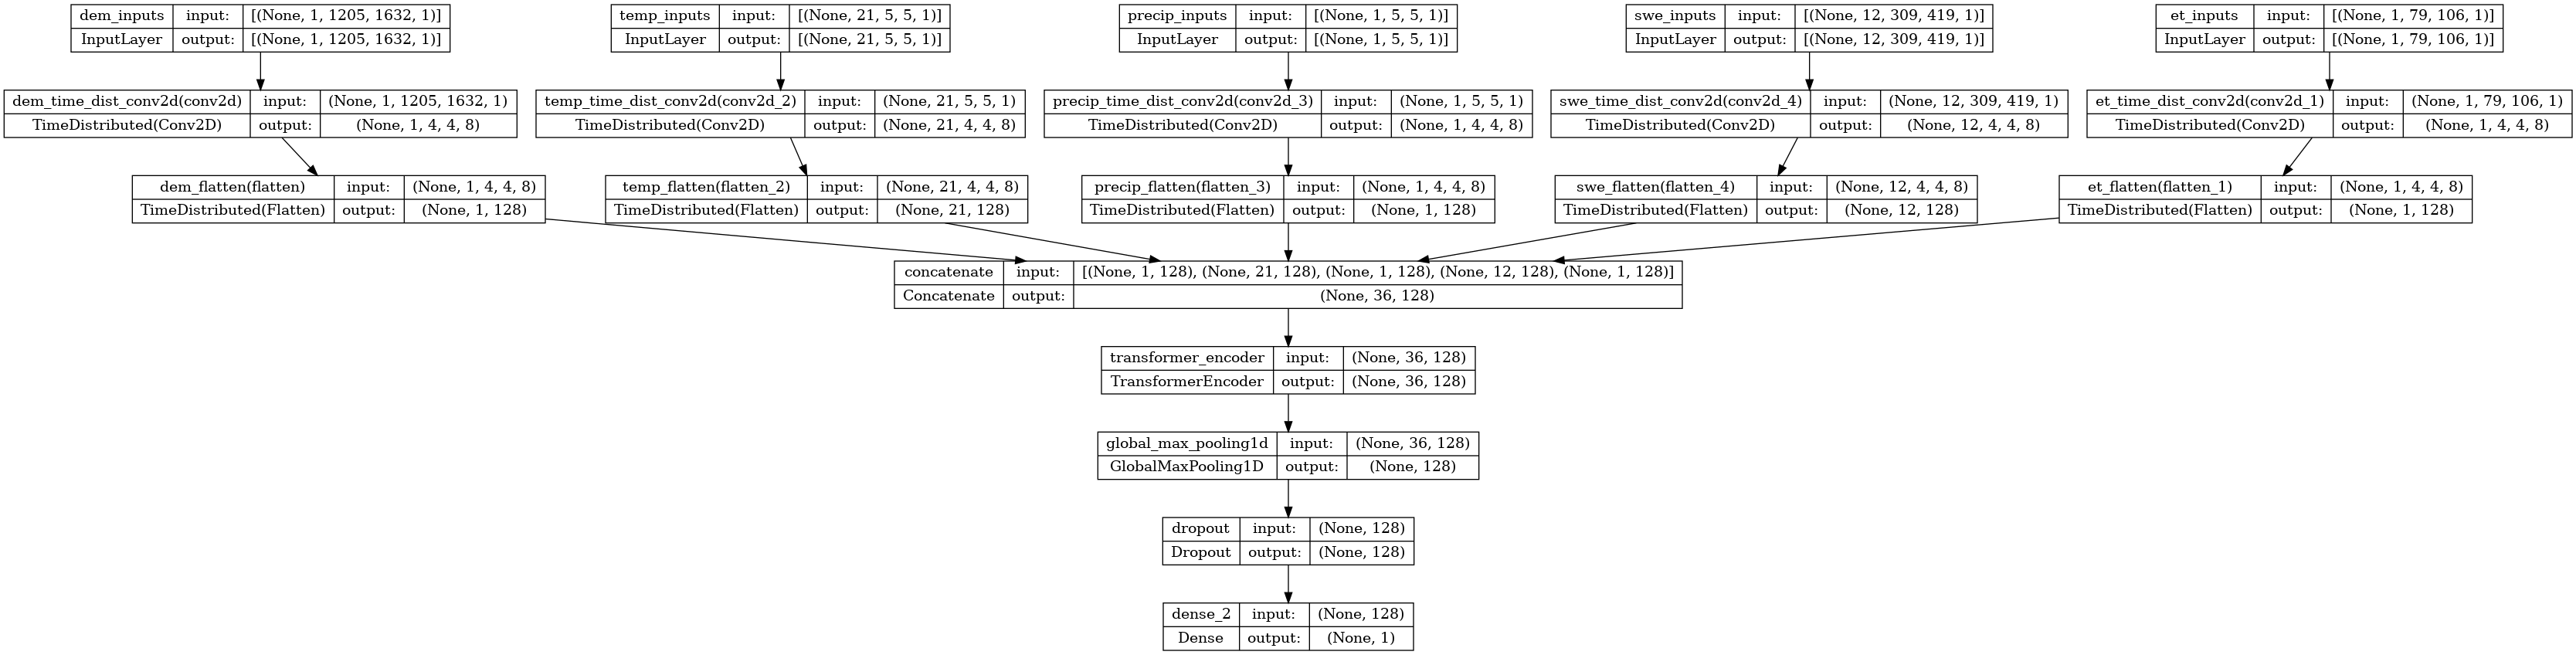 dem_inputs input: [(None, 1, 1205, 1632, 1)]
InputLayer output: [(None, 1, 1205, 1632, 1)]
temp_inputs input: [(None, 21, 5, 5, 1)]
InputLayer output: [(None, 21, 5, 5, 1)]
precip_inputs input: [(None, 1, 5, 5, 1)]
InputLayer output: [(None, 1, 5, 5, 1)]
swe_inputs input: [(None, 12, 309, 419, 1)]
InputLayer output: [(None, 12, 309, 419, 1)]
et_inputs input: [(None, 1, 79, 106, 1)]
InputLayer output: [(None, 1, 79, 106, 1)]
dem_time_dist_conv2d(conv2d) input: (None, 1, 1205, 1632, 1)
TimeDistributed(Conv2D) output: (None, 1, 4, 4, 8)
temp_time_dist_conv2d(conv2d_2) input: (None, 21, 5, 5, 1)
TimeDistributed(Conv2D) output: (None, 21, 4, 4, 8)
precip_time_dist_conv2d(conv2d_3) input: (None, 1, 5, 5, 1)
TimeDistributed(Conv2D) output: (None, 1, 4, 4, 8)
swe_time_dist_conv2d(conv2d_4) input: (None, 12, 309, 419, 1)
TimeDistributed(Conv2D) output: (None, 12, 4, 4, 8)
et_time_dist_conv2d(conv2d_1) input: (None, 1, 79, 106, 1)
TimeDistributed(Conv2D) output: (None, 1, 4, 4, 8)
dem_flatten(flatten) input: (None, 1, 4, 4, 8)
TimeDistributed(Flatten) output: (None, 1, 128)
temp_flatten(flatten_2) input: (None, 21, 4, 4, 8)
TimeDistributed(Flatten) output: (None, 21, 128)
precip_flatten(flatten_3) input: (None, 1, 4, 4, 8)
TimeDistributed(Flatten) output: (None, 1, 128)
swe_flatten(flatten_4) input: (None, 12, 4, 4, 8)
TimeDistributed(Flatten) output: (None, 12, 128)
et_flatten(flatten_1) input: (None, 1, 4, 4, 8)
TimeDistributed(Flatten) output: (None, 1, 128)
concatenate input: [(None, 1, 128), (None, 21, 128), (None, 1, 128), (None, 12, 128), (None, 1, 128)]
Concatenate output: (None, 36, 128)
transformer_encoder input: (None, 36, 128)
TransformerEncoder output: (None, 36, 128)
global_max_pooling1d input: (None, 36, 128)
GlobalMaxPooling1D output: (None, 128)
dropout input: (None, 128)
Dropout output: (None, 128)
dense_2 input: (None, 128)
Dense output: (None, 1)